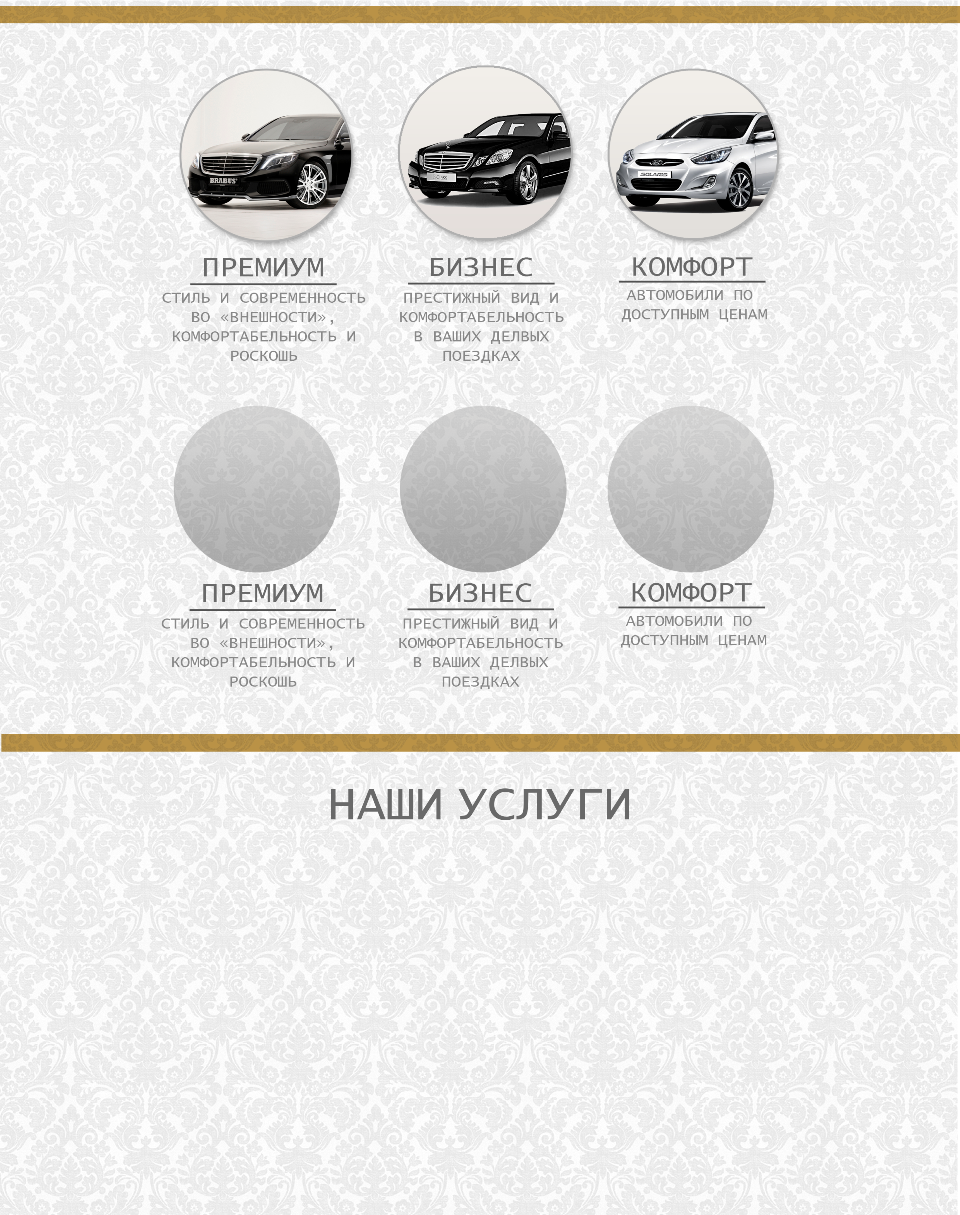 BRABUS
SOLARIS
ПРЕМИУМ
СТИЛЬ И СОВРЕМЕННОСТЬ
ВО «ВНЕШНОСТИ»,
КОМФОРТАБЕЛЬНОСТЬ И
РОСКОШЬ
БИЗНЕС
ПРЕСТИЖНЫЙ ВИД И
КОМФОРТАБЕЛЬНОСТЬ
В ВАШИХ ДЕЛВЫХ
ПОЕЗДКАХ
КОМФОРТ
АВТОМОБИЛИ ПО
ДОСТУПНЫМ ЦЕНАМ
ПРЕМИУМ
СТИЛЬ И СОВРЕМЕННОСТЬ
ВО «ВНЕШНОСТИ»,
КОМФОРТАБЕЛЬНОСТЬ И
РОСКОШЬ
БИЗНЕС
ПРЕСТИЖНЫЙ ВИД И
КОМФОРТАБЕЛЬНОСТЬ
В ВАШИХ ДЕЛВЫХ
ПОЕЗДКАХ
КОМФОРТ
АВТОМОБИЛИ ПО
ДОСТУПНЫМ ЦЕНАМ
НАШИ УСЛУГИ